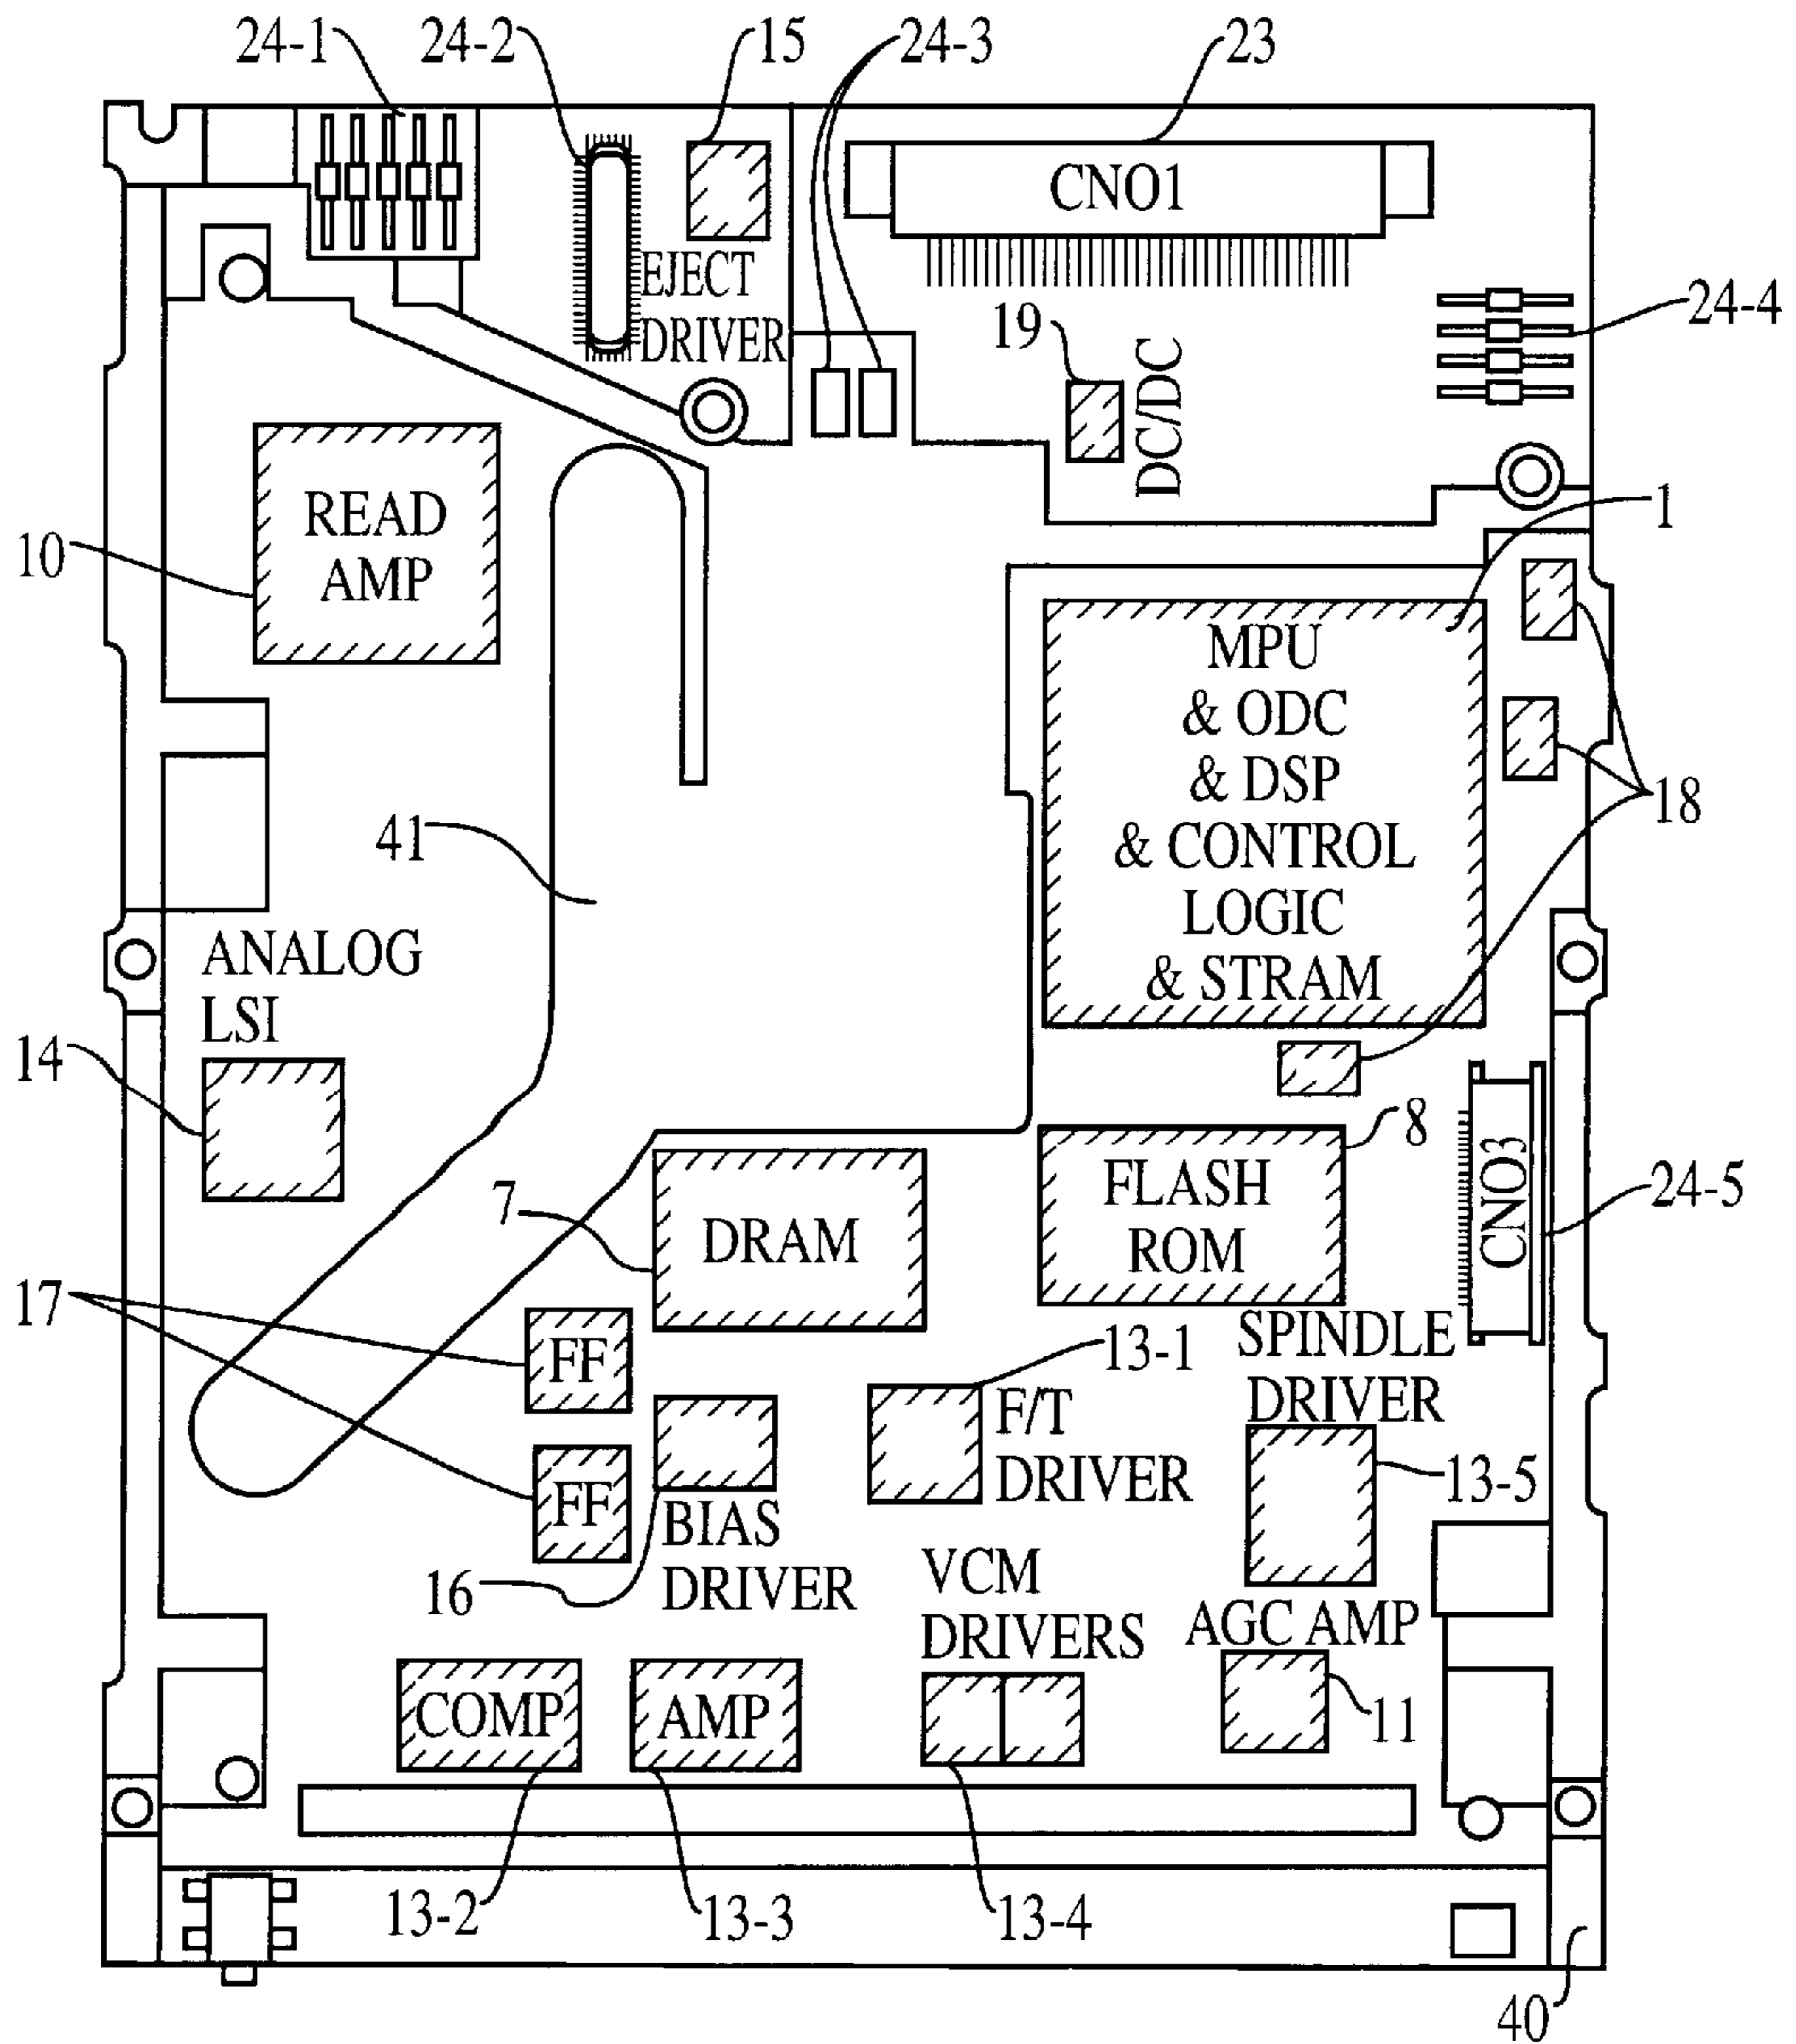 24-1
24-2
15
24-3
23
CNO1
EJECT
DRIVER
19
DC/DC
24-4
1
10
READ
AMP
MPU
& ODC
& DSP
& CONTROL
LOGIC
& STRAM
18
41
ANALOG
LSI
14
8
7
DRAM
FLASH
ROM
CNO3
24-5
17
FF
13-1
SPINDLE
DRIVER
F/T
DRIVER
13-5
FF
BIAS
DRIVER
16
VCM
DRIVERS
AGC AMP
COMP
AMP
11
13-2
13-3
13-4
40